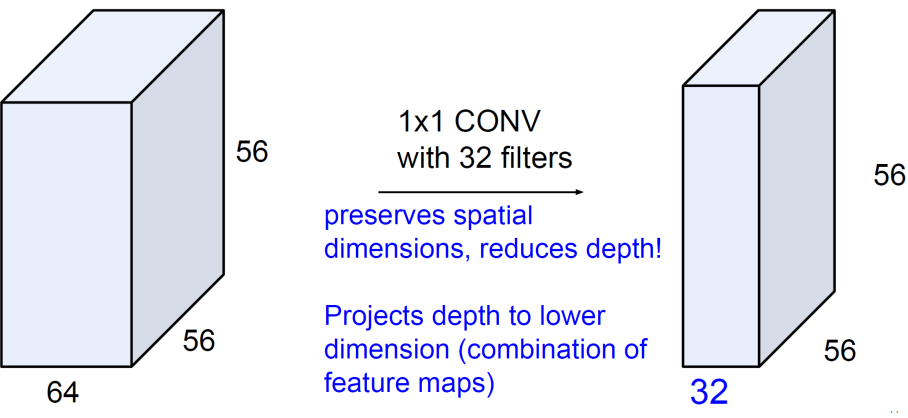 56
56
64
1x1 CONV
with 32 filters
preserves spatial
dimensions, reduces depth!
Projects depth to lower
dimension (combination of
feature maps)
56
56
32